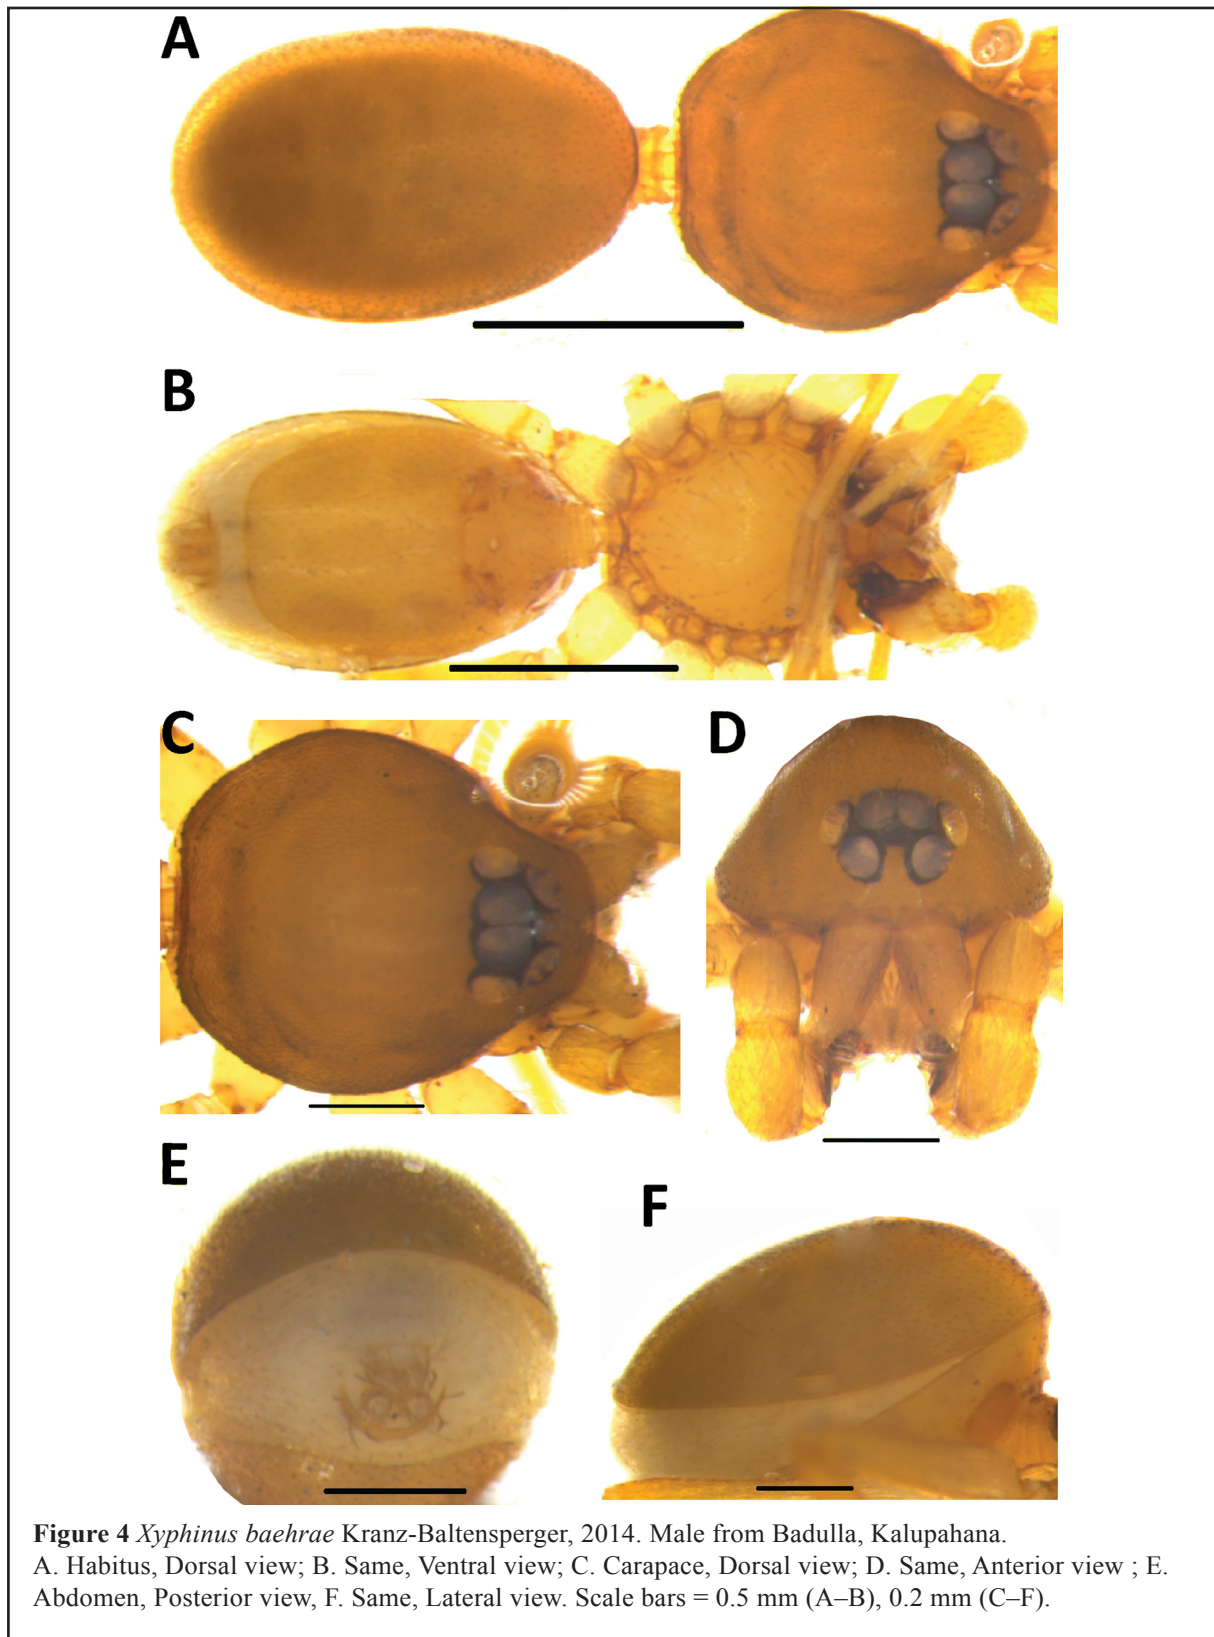 A
B
C
D
E
F
Figure 4 Xyphinus baehrae Kranz-Baltensperger, 2014. Male from Badulla, Kalupahana.
A. Habitus, Dorsal view; B. Same, Ventral view; C. Carapace, Dorsal view; D. Same, Anterior view ; E.
Abdomen, Posterior view, F. Same, Lateral view. Scale bars = 0.5 mm (A–B), 0.2 mm (C–F).